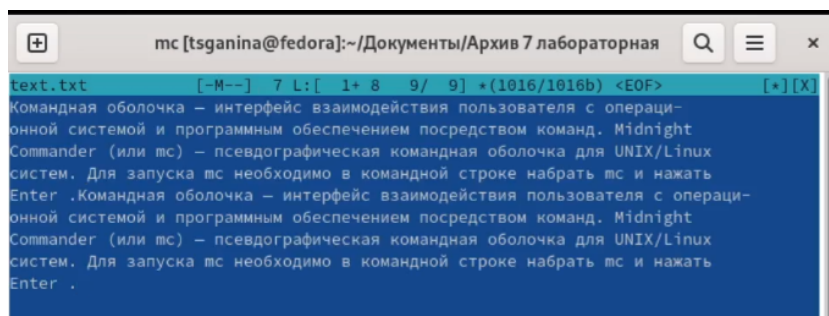 mc [tsganina@fedora]:~/Документы/Архив 7 лабораторная
text.txt [-M--] 7 L:[ 1+ 8 9/ 9] *(1016/1016b) <EOF> [*][X]
Командная оболочка — интерфейс взаимодействия пользователя с операци-
онной системой и программным обеспечением посредством команд. Midnight
Commander (или mc) — псевдографическая командная оболочка для UNIX/Linux
систем. Для запуска mc необходимо в командной строке набрать mc и нажать
Enter .Командная оболочка — интерфейс взаимодействия пользователя с операци-
онной системой и программным обеспечением посредством команд. Midnight
Commander (или mc) — псевдографическая командная оболочка для UNIX/Linux
систем. Для запуска mc необходимо в командной строке набрать mc и нажать
Enter .